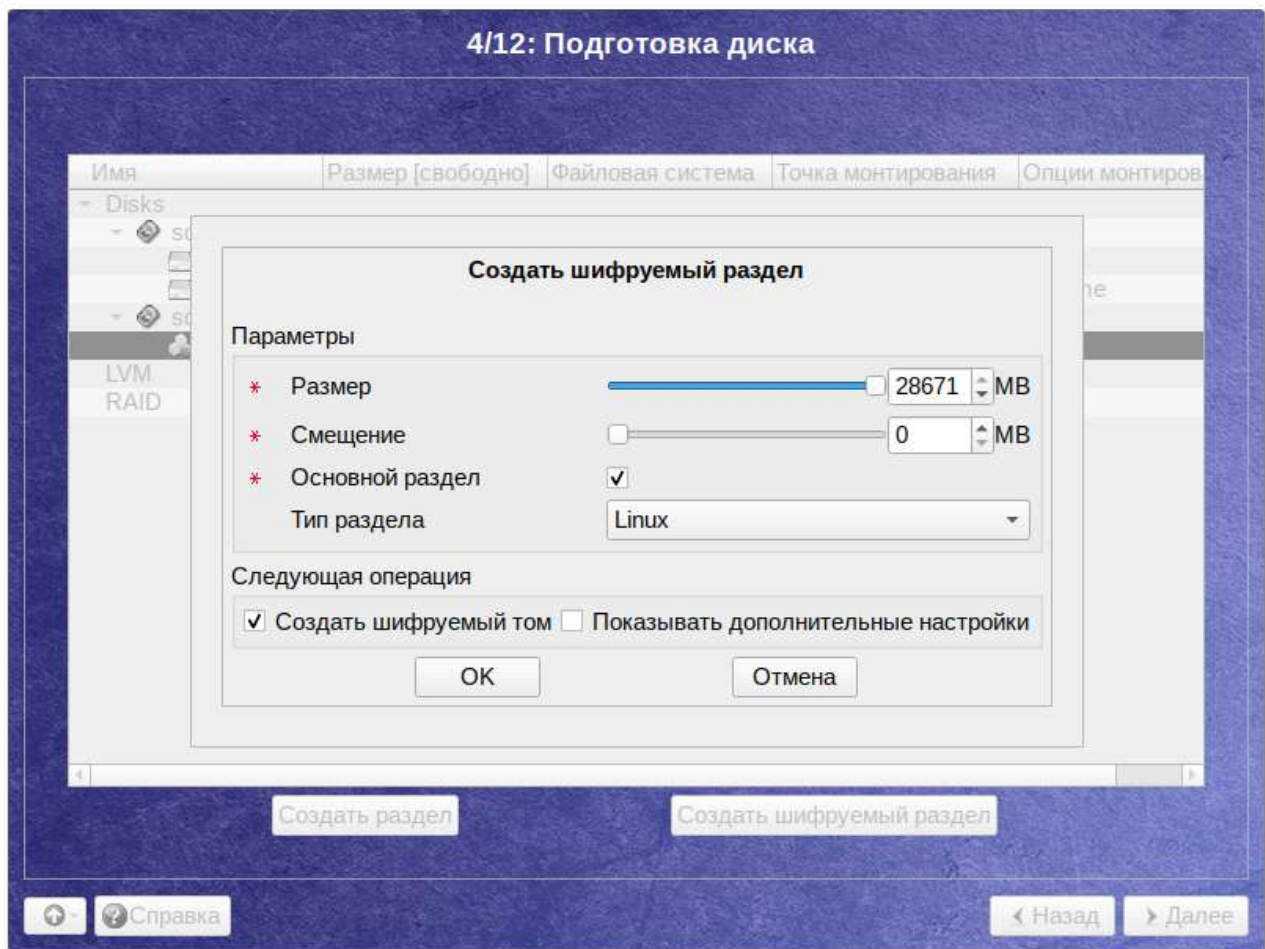 4/12: Подготовка диска
Имя Размер [свободно] Файловая система Точка монтирования Опции монтиров
Disks
LVM
RAID
Создать шифруемый раздел
Параметры
* Размер 28671 MB
* Смещение 0 MB
* Основной раздел
Тип раздела Linux
Следующая операция
Создать шифруемый том Показывать дополнительные настройки
OK Отмена
Создать раздел Создать шифруемый раздел
Справка Назад Далее